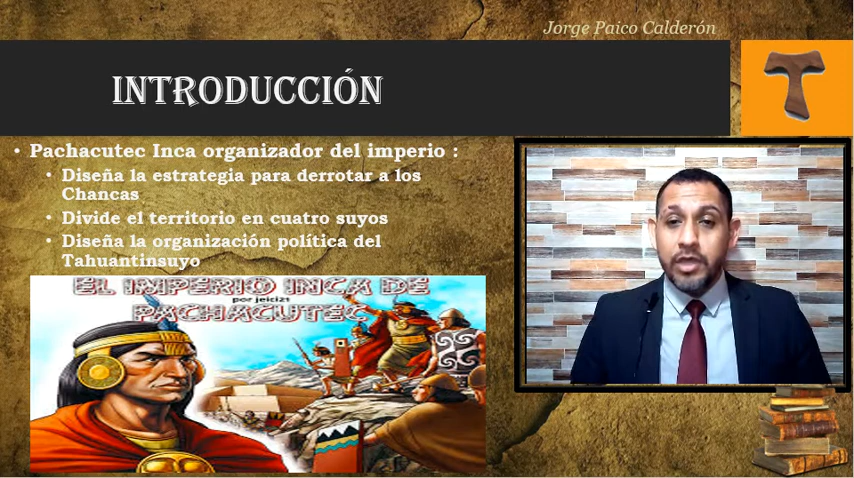 Jorge Paico Calderón
INTRODUCCIÓN
• Pachacutec Inca organizador del imperio :
• Diseña la estrategia para derrotar a los
Chancas
• Divide el territorio en cuatro suyos
• Diseña la organización política del
Tahuantinsuyo
EL IMPERIO INCA DE
por jeici21
PACHACUTEC